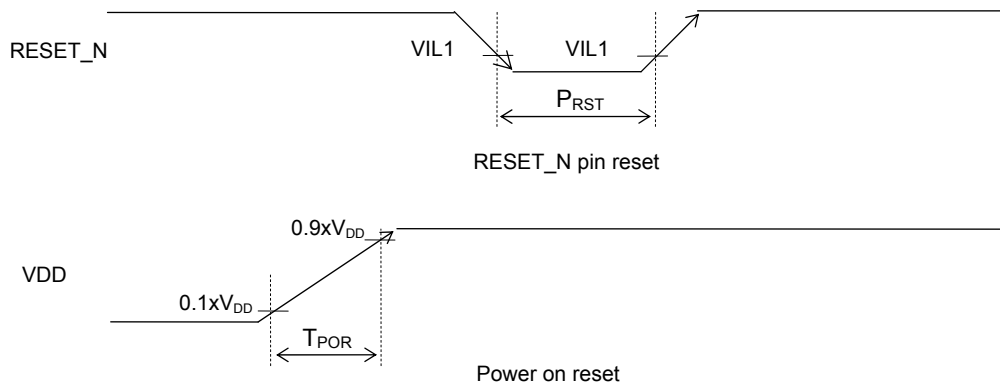 RESET_N
VIL1 VIL1
PRST
RESET_N pin reset
0.9xVDD
VDD
0.1xVDD
TPOR
Power on reset